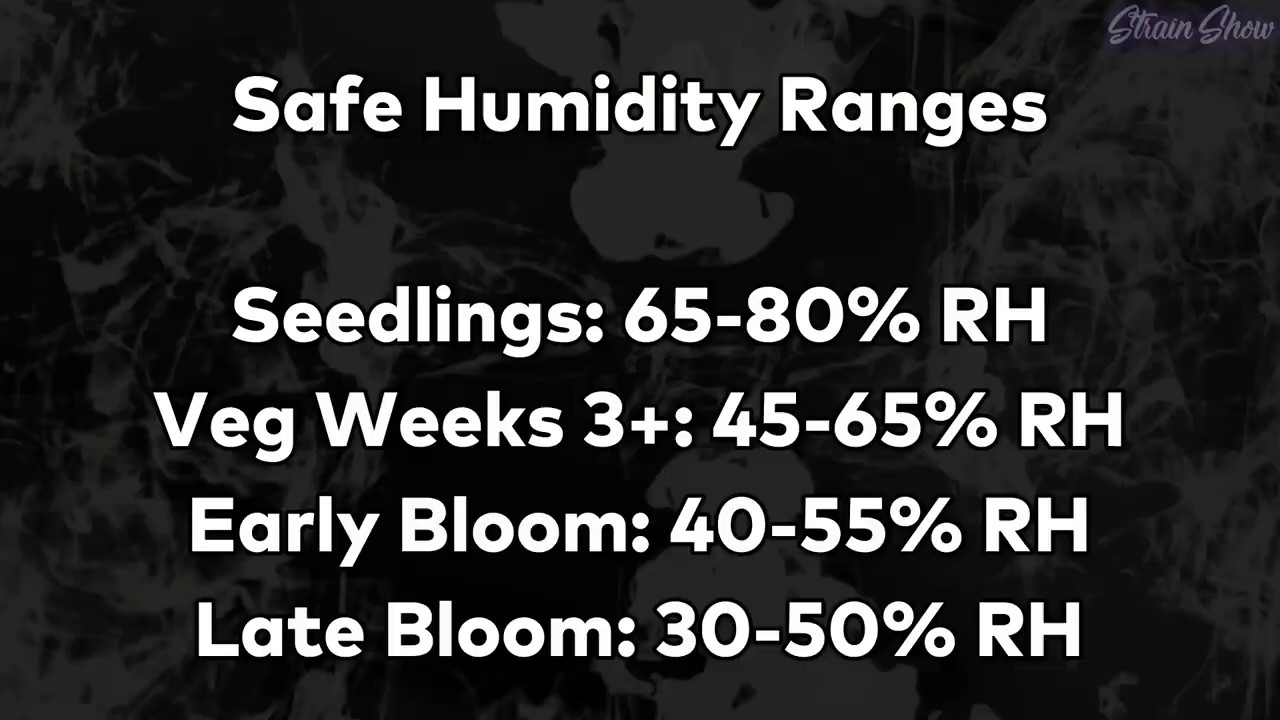 Strain Show
Safe Humidity Ranges
Seedlings: 65-80% RH
Veg Weeks 3+: 45-65% RH
Early Bloom: 40-55% RH
Late Bloom: 30-50% RH